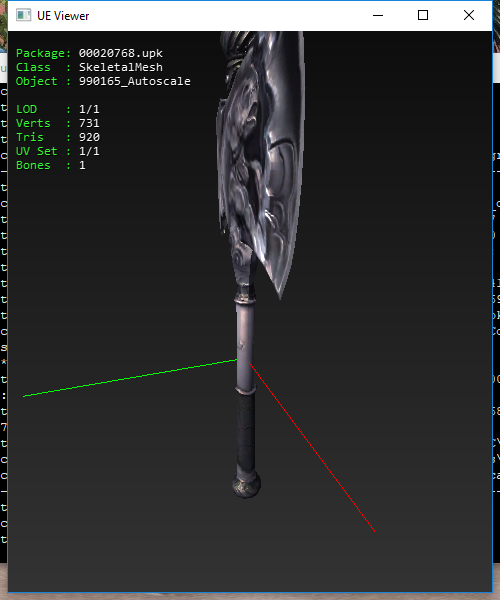 UE Viewer
Package: 00020768.upk
Class  : SkeletalMesh
Object : 990165_Autoscale
LOD    : 1/1
Verts  : 731
Tris   : 920
UV Set : 1/1
Bones  : 1